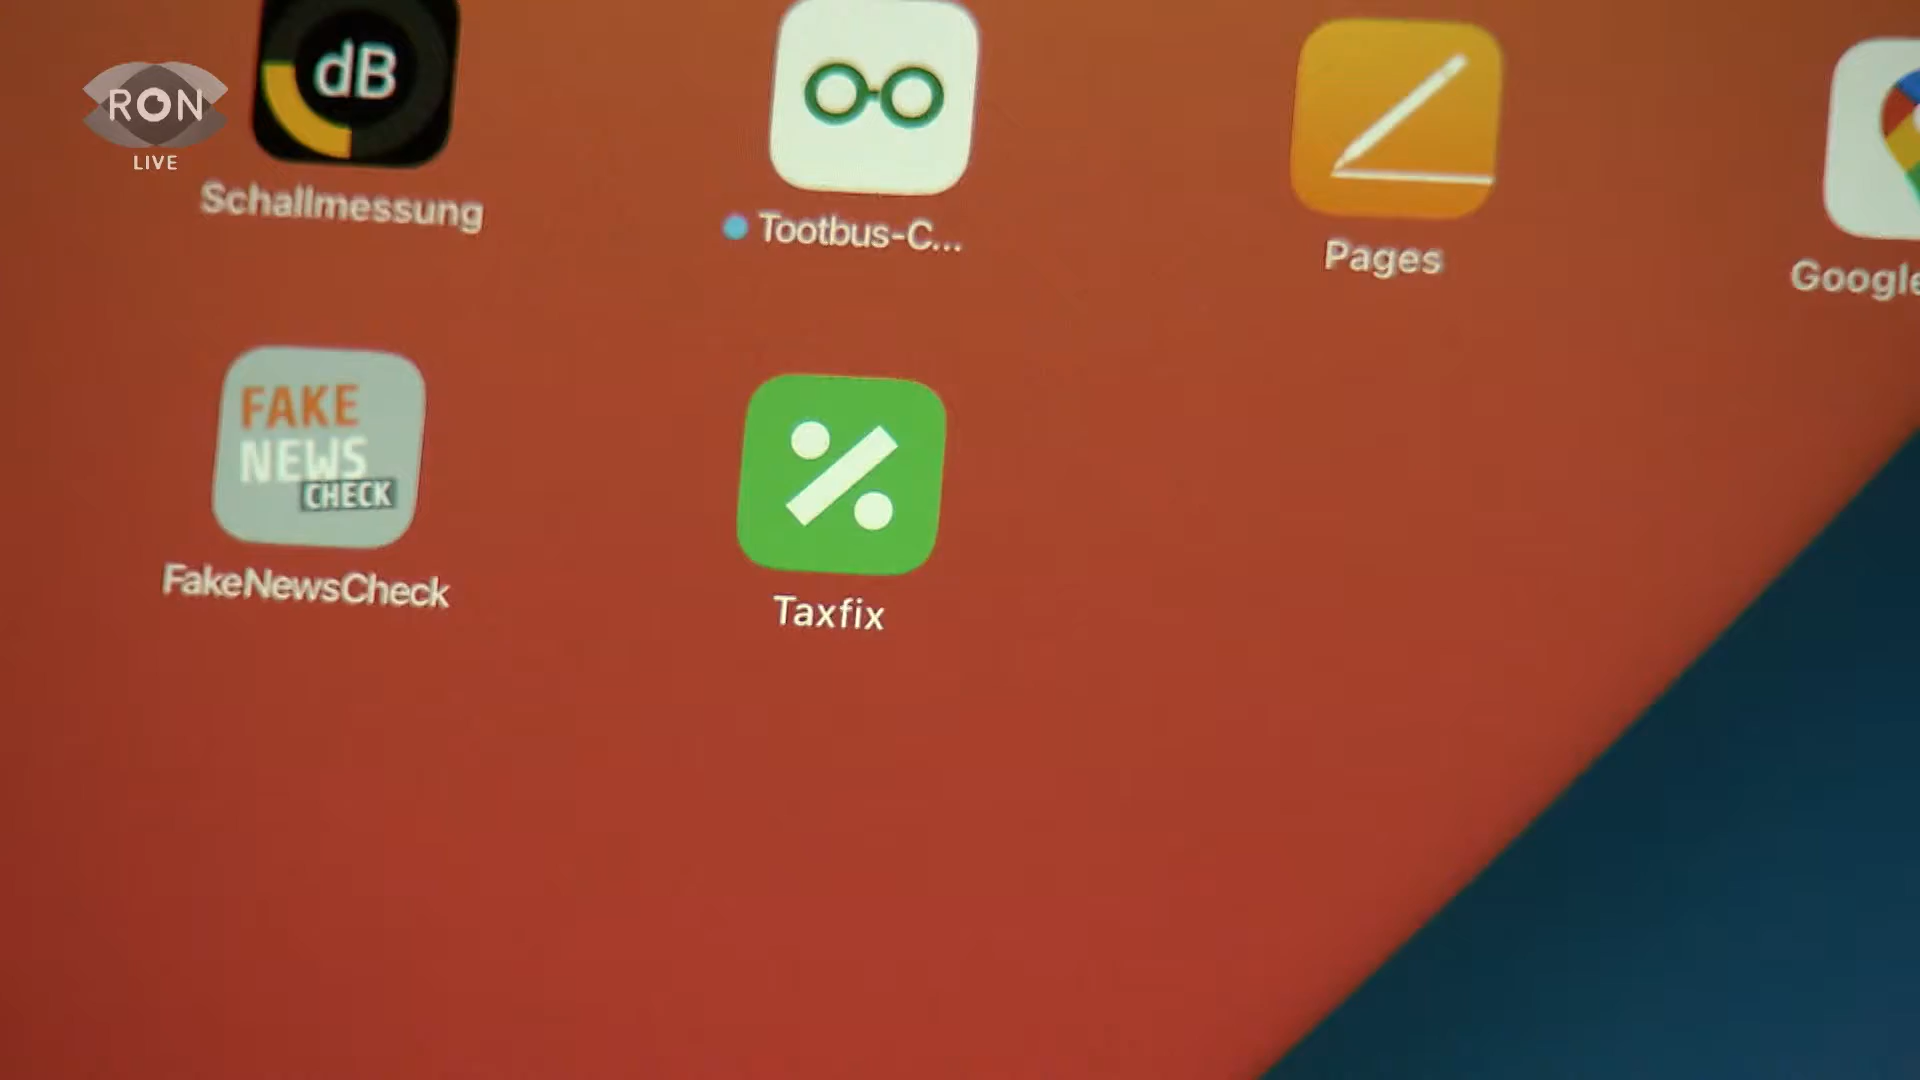 RON
LIVE
dB
Schallmessung
Tootbus-C...
Pages
Google
FAKE
NEWS
CHECK
FakeNewsCheck
Taxfix